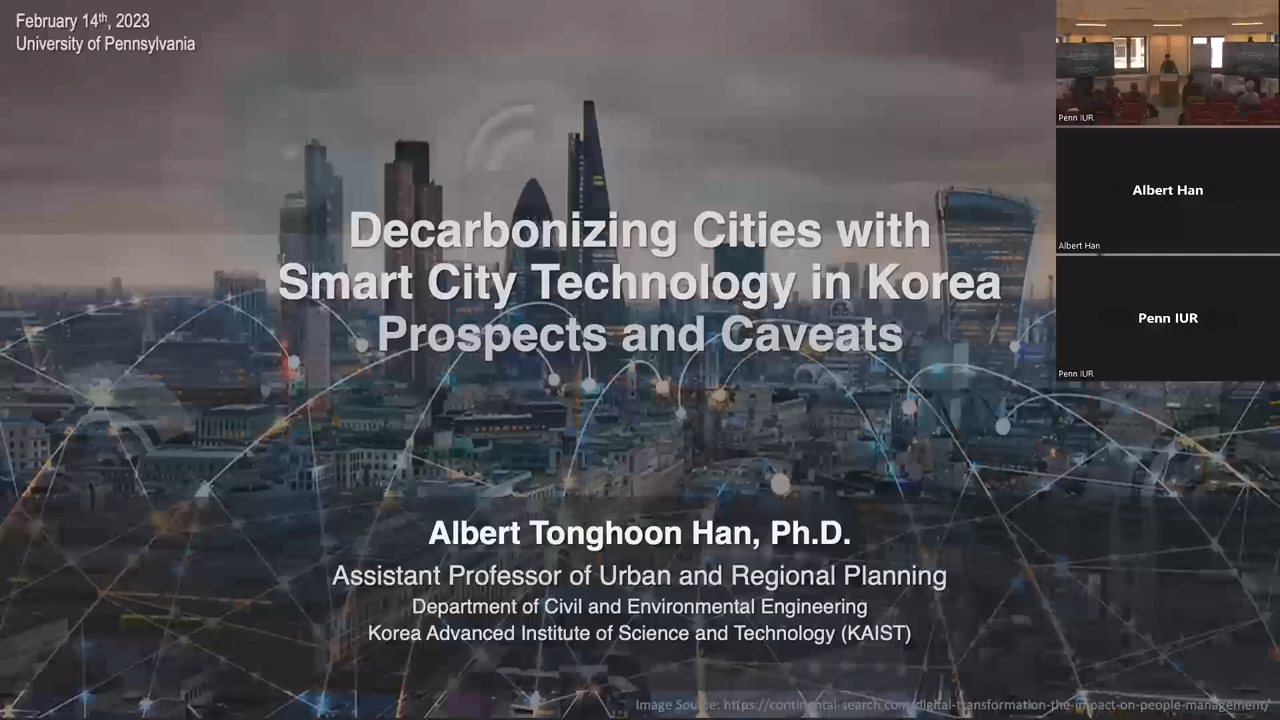 February 14th, 2023
University of Pennsylvania
Decarbonizing Cities with
Smart City Technology in Korea
Prospects and Caveats
Albert Tonghoon Han, Ph.D.
Assistant Professor of Urban and Regional Planning
Department of Civil and Environmental Engineering
Korea Advanced Institute of Science and Technology (KAIST)
Image Source: https://continental-search.com/digital-transformation-the-impact-on-people-management/
Penn IUR
Albert Han
Albert Han
Penn IUR
Penn IUR